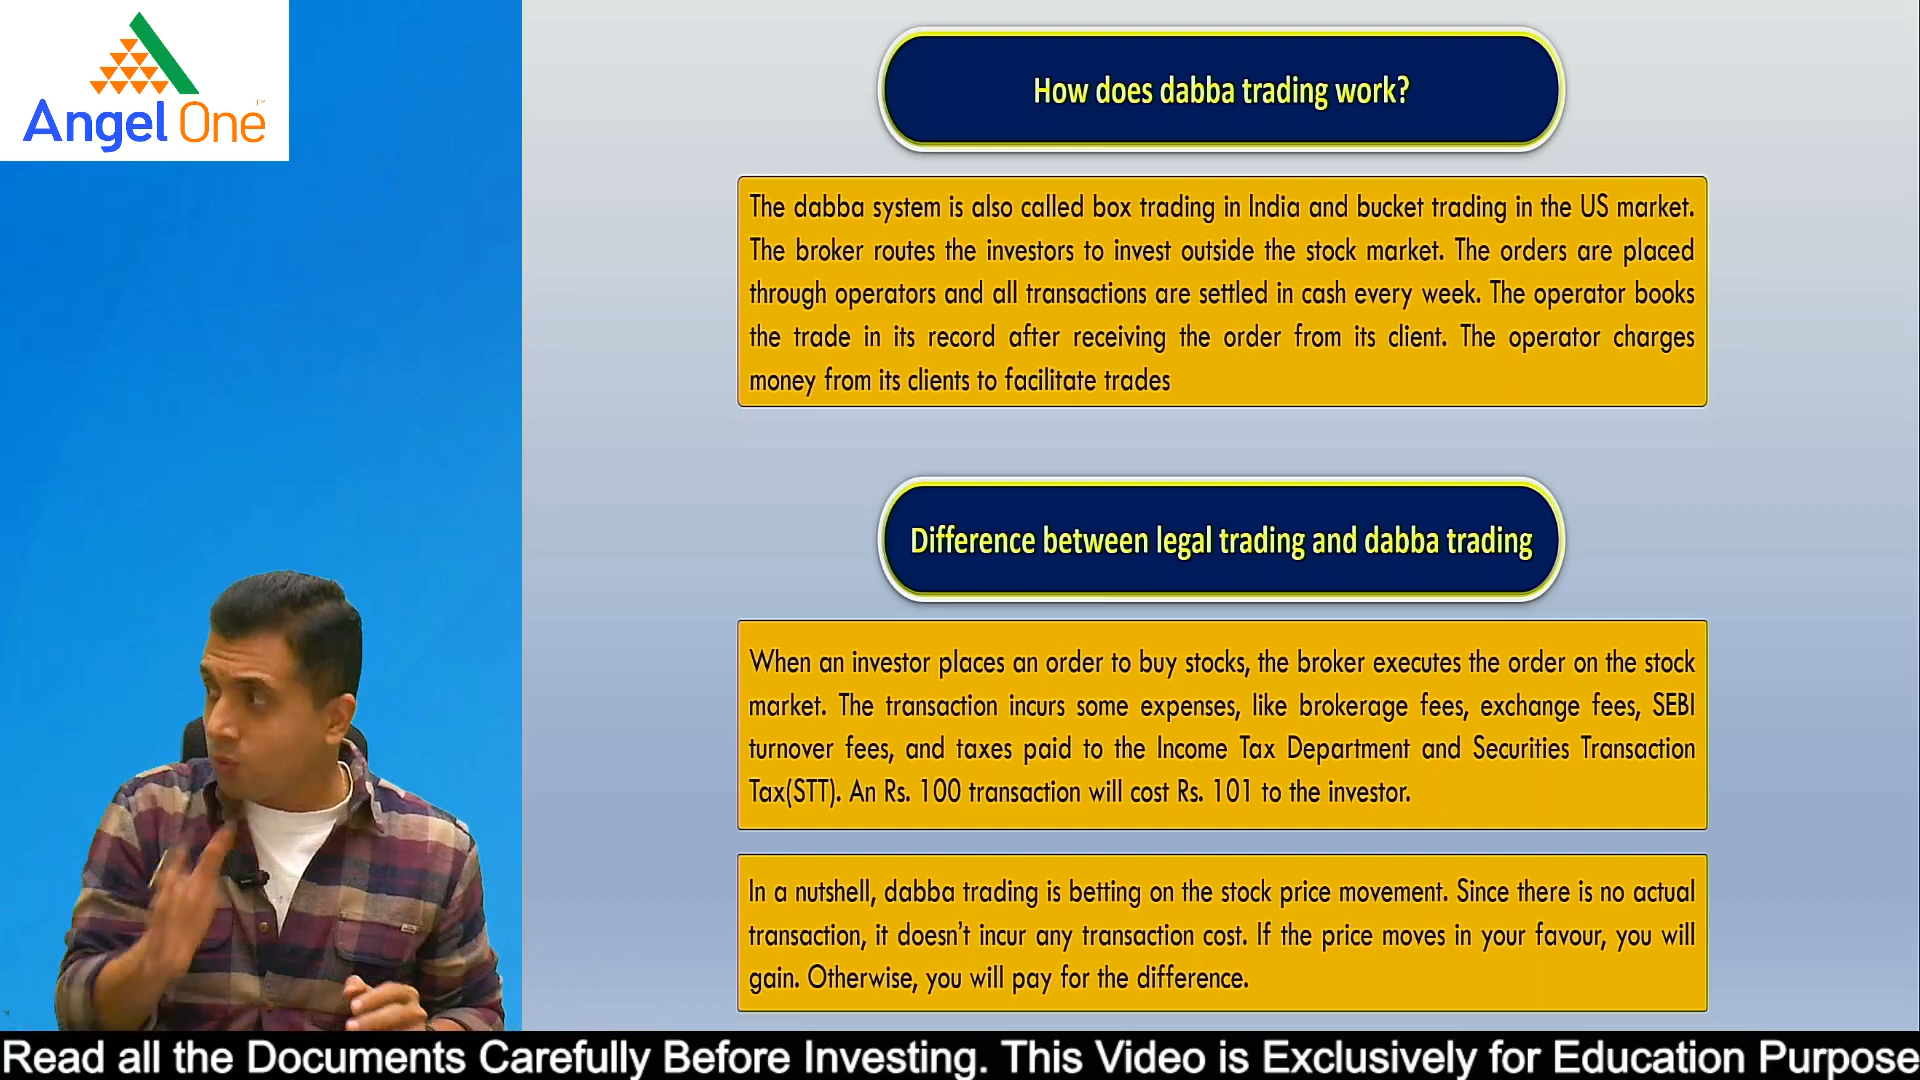 Angel One
™
How does dabba trading work?
The dabba system is also called box trading in India and bucket trading in the US market.
The broker routes the investors to invest outside the stock market. The orders are placed
through operators and all transactions are settled in cash every week. The operator books
the trade in its record after receiving the order from its client. The operator charges
money from its clients to facilitate trades
Difference between legal trading and dabba trading
When an investor places an order to buy stocks, the broker executes the order on the stock
market. The transaction incurs some expenses, like brokerage fees, exchange fees, SEBI
turnover fees, and taxes paid to the Income Tax Department and Securities Transaction
Tax(STT). An Rs. 100 transaction will cost Rs. 101 to the investor.
In a nutshell, dabba trading is betting on the stock price movement. Since there is no actual
transaction, it doesn't incur any transaction cost. If the price moves in your favour, you will
gain. Otherwise, you will pay for the difference.
Read all the Documents Carefully Before Investing. This Video is Exclusively for Education Purpose